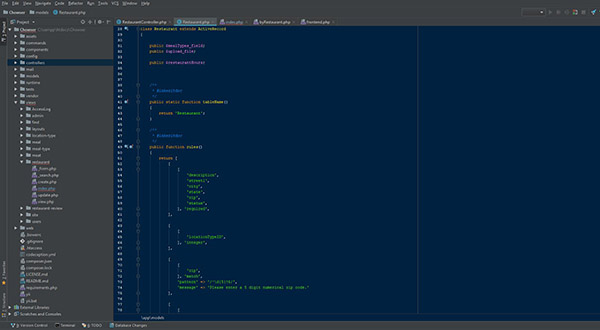 File Edit View Navigate Code Refactor Run Tools VCS Window Help
Chowser models Restaurant.php
Project
RestaurantController.php Restaurant.php index.php byRestaurant.php frontend.php
Chowser
assets
commands
components
config
controllers
mail
models
runtime
tests
vendor
views
AccessLog
admin
food
layouts
location-type
meal
meal-type
meal
restaurant
_form.php
_search.php
create.php
index.php
update.php
view.php
restaurant-review
site
users
web
.bowerrc
.gitignore
.htaccess
codeception.yml
composer.json
composer.lock
LICENSE.md
README.md
requirements.php
yii
yii.bat
External Libraries
Scratches and Consoles
class Restaurant extends ActiveRecord
{
public $mealTypes_field;
public $upload_file;
public $restaurantHours;
/**
* @inheritdoc
*/
public static function tableName()
{
return 'Restaurant';
}
/**
* @inheritdoc
*/
public function rules()
{
return [
[
[
'description',
'street1',
'city',
'state',
'zip',
'status',
], 'required',
],
[
[
'locationTypeID',
], 'integer',
],
[
[
'zip',
], 'match',
'message' => 'Please enter a 5 digit numerical zip code.'
],
[
[
\app\models
9: Version Control Terminal 6: TODO Database Changes